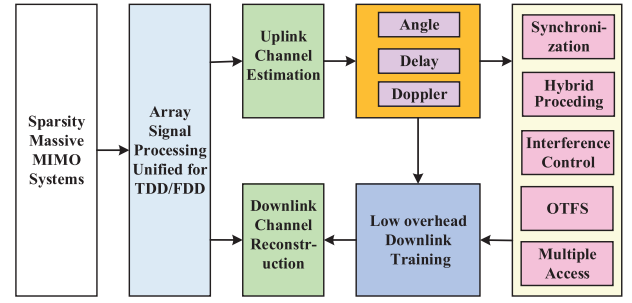 Sparsity
Massive
MIMO
Systems
Array
Signal
Processing
Unified for
TDD/FDD
Uplink
Channel
Estimation
Angle
Delay
Doppler
Synchroni-
zation
Hybrid
Proceding
Interference
Control
OTFS
Multiple
Access
Downlink
Channel
Reconstr-
uction
Low overhead
Downlink
Training